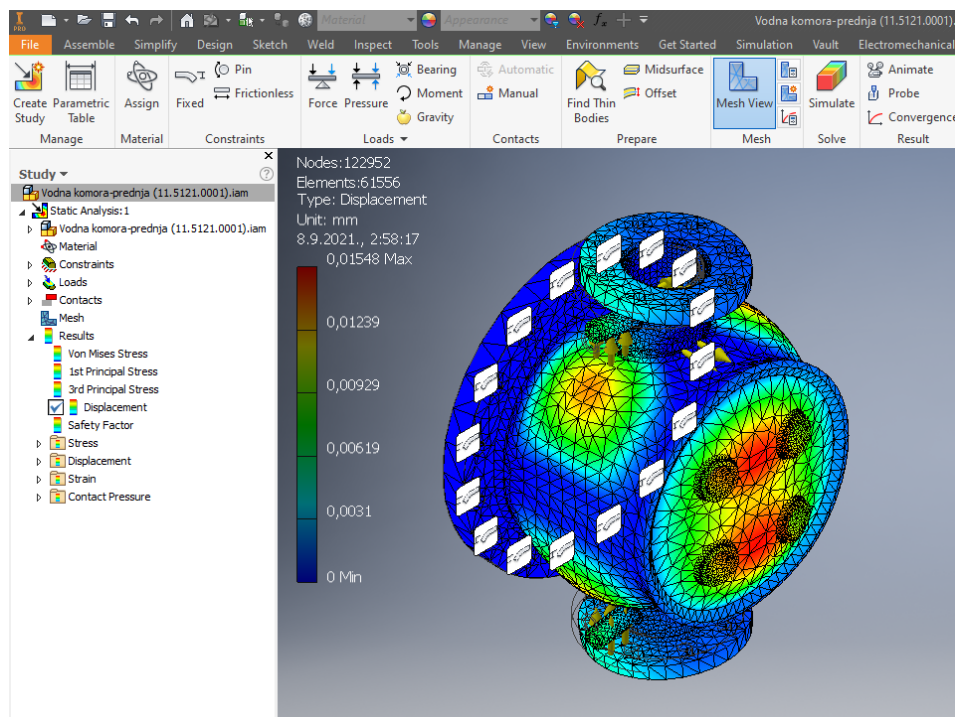 PRO
Material
Appearance
fx
Vodna komora-prednja (11.5121.0001).
File Assemble Simplify Design Sketch Weld Inspect Tools Manage View Environments Get Started Simulation Vault Electromechanical
Create Study
Parametric Table
Manage
Assign
Material
Fixed
Pin
Frictionless
Constraints
Force
Pressure
Bearing
Moment
Gravity
Loads
Automatic
Manual
Contacts
Find Thin Bodies
Midsurface
Offset
Prepare
Mesh View
Mesh
Simulate
Solve
Animate
Probe
Convergence
Result
Study
Vodna komora-prednja (11.5121.0001).iam
Static Analysis:1
Vodna komora-prednja (11.5121.0001).iam
Material
Constraints
Loads
Contacts
Mesh
Results
Von Mises Stress
1st Principal Stress
3rd Principal Stress
Displacement
Safety Factor
Stress
Displacement
Strain
Contact Pressure
Nodes:122952
Elements:61556
Type: Displacement
Unit: mm
8.9.2021., 2:58:17
0,01548 Max
0,01239
0,00929
0,00619
0,0031
0 Min